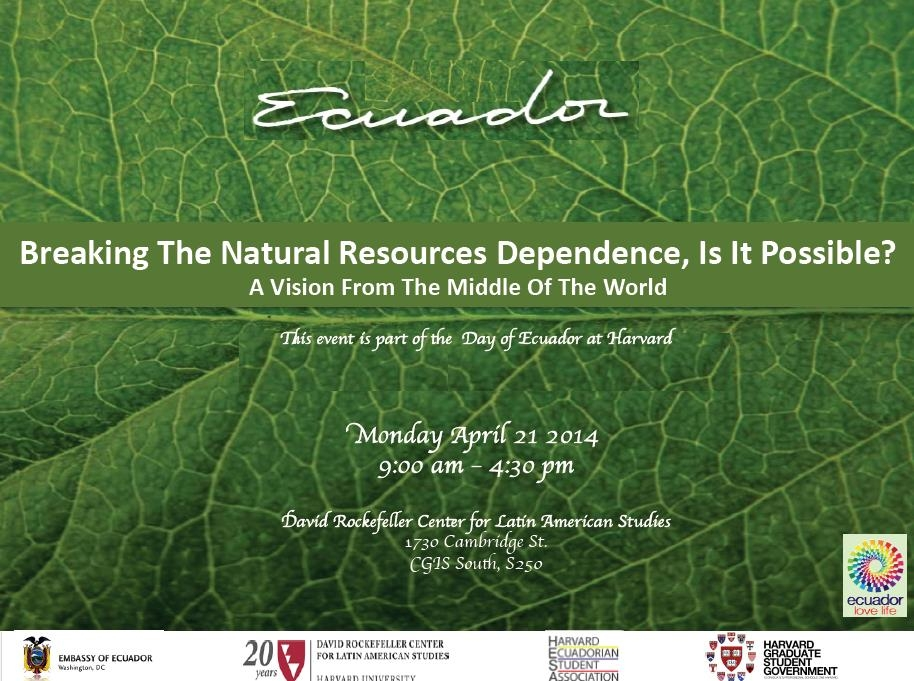 Ecuador
Breaking The Natural Resources Dependence, Is It Possible?
A Vision From The Middle Of The World
This event is part of the Day of Ecuador at Harvard
Monday April 21 2014
9:00 am – 4:30 pm
David Rockefeller Center for Latin American Studies
1730 Cambridge St.
CGIS South, S250
ecuador
love life
EMBASSY OF ECUADOR
Washington, DC
20
years
DAVID ROCKEFELLER CENTER
FOR LATIN AMERICAN STUDIES
HARVARD UNIVERSITY
HARVARD
ECUADORIAN
STUDENT
ASSOCIATION
HARVARD
GRADUATE
STUDENT
GOVERNMENT